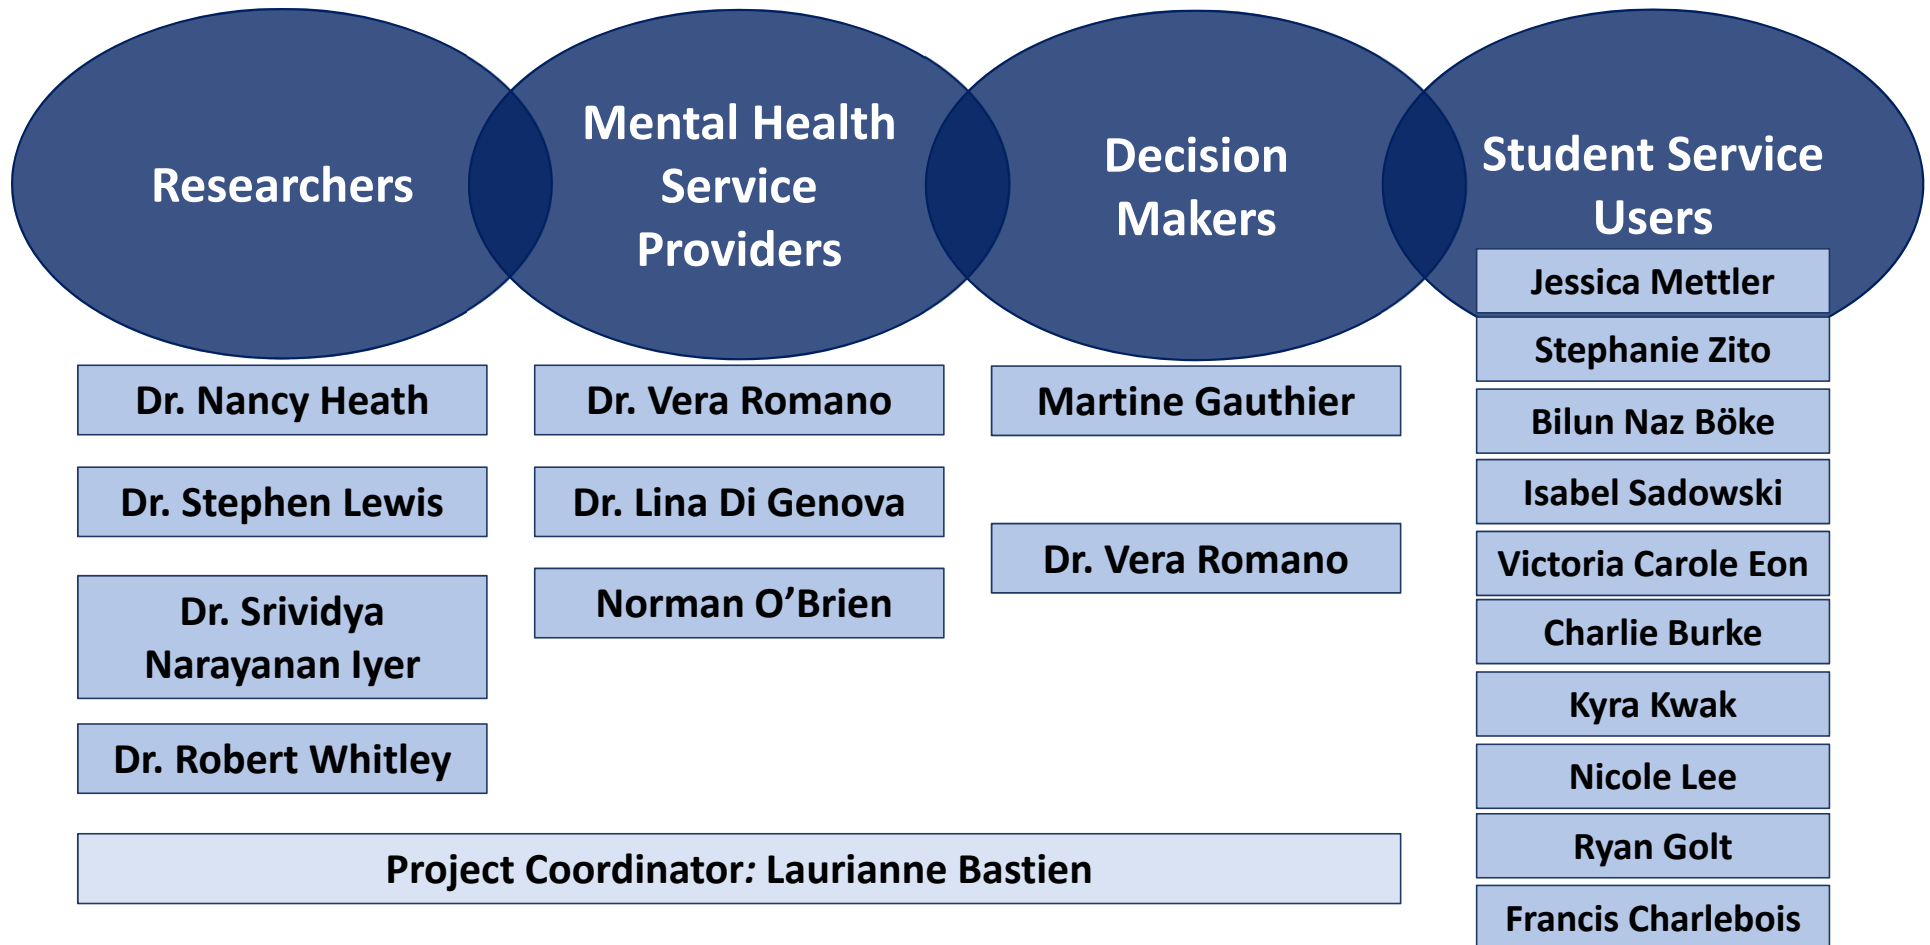 Researchers
Mental Health
Service
Providers
Decision
Makers
Student Service
Users
Dr. Nancy Heath
Dr. Stephen Lewis
Dr. Srividya
Narayanan Iyer
Dr. Robert Whitley
Dr. Vera Romano
Dr. Lina Di Genova
Norman O’Brien
Martine Gauthier
Dr. Vera Romano
Jessica Mettler
Stephanie Zito
Bilun Naz Böke
Isabel Sadowski
Victoria Carole Eon
Charlie Burke
Kyra Kwak
Nicole Lee
Ryan Golt
Francis Charlebois
Project Coordinator: Laurianne Bastien